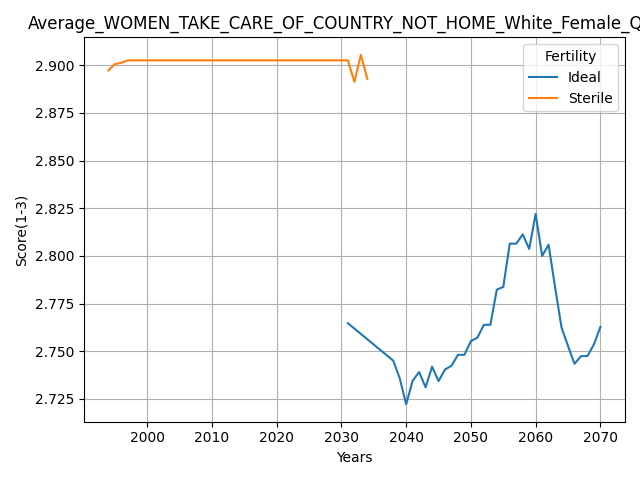 Average_WOMEN_TAKE_CARE_OF_COUNTRY_NOT_HOME_White_Female_Q
Fertility
Ideal
Sterile
Score(1-3)
2.900
2.875
2.850
2.825
2.800
2.775
2.750
2.725
2000 2010 2020 2030 2040 2050 2060 2070
Years